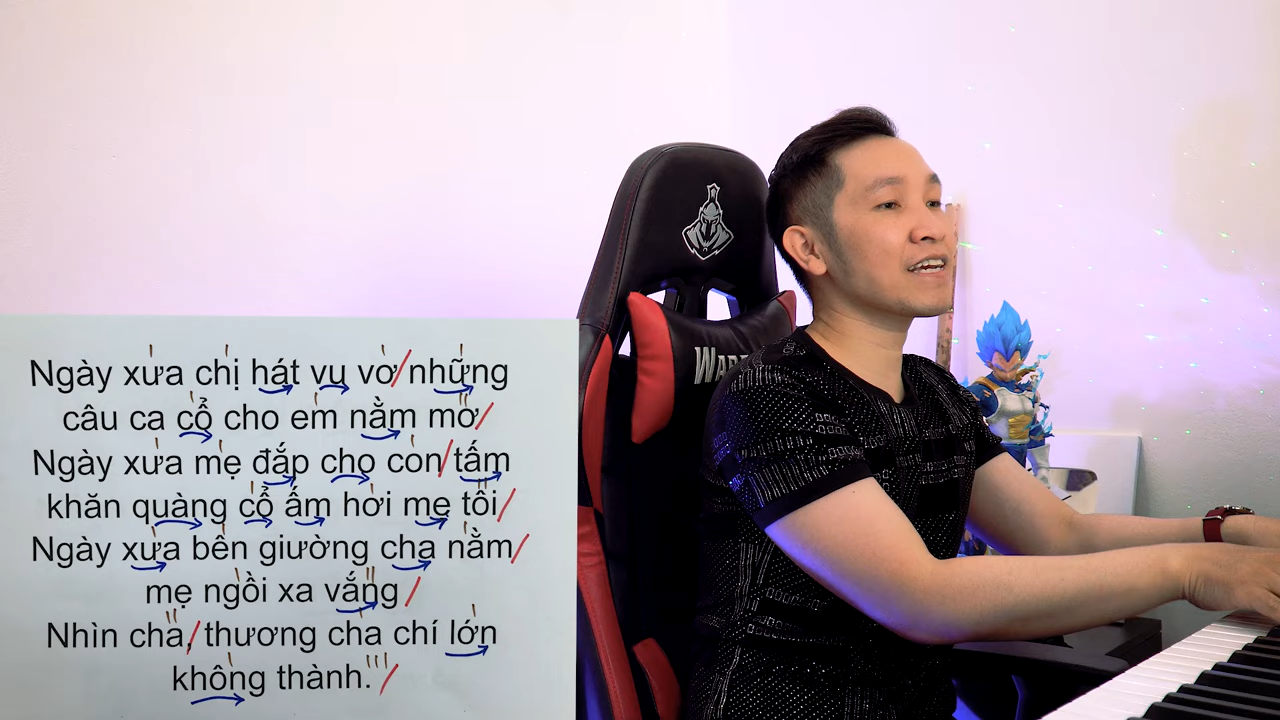 Ngày xưa chị hát vu vơ/ những
câu ca cổ cho em nằm mơ/
Ngày xưa mẹ đắp cho con/ tấm
khăn quàng cổ ấm hơi mẹ tôi/
Ngày xưa bên giường cha nằm/
mẹ ngồi xa vắng/
Nhìn cha,/ thương cha chí lớn
không thành./